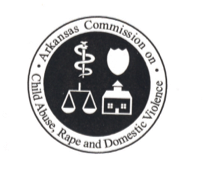 • Arkansas Commission on •
Child Abuse, Rape and Domestic Violence